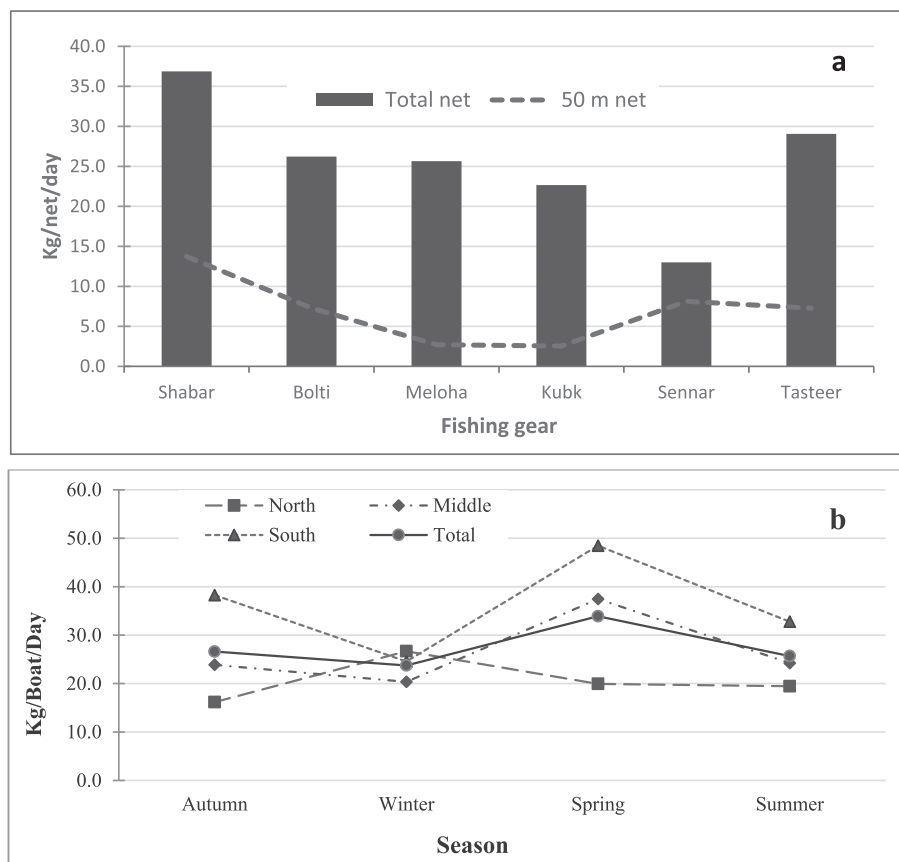 40.0
a
35.0
Total net
50 m net
30.0
25.0
20.0
15.0
10.0
5.0
0.0
Kg/net/day
Shabar Bolti Meloha Kubk Sennar Tasteer
Fishing gear
60.0
North
Middle
b
South
Total
50.0
40.0
30.0
20.0
10.0
0.0
Kg/Boat/Day
Autumn Winter Spring Summer
Season